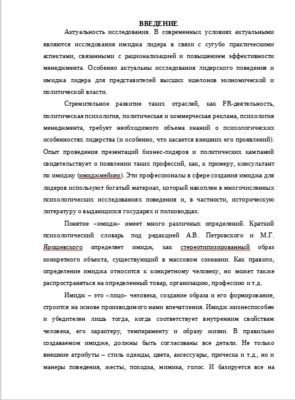 ВВЕДЕНИЕ
Актуальность исследования. В современных условиях актуальными
являются исследования имиджа лидера в связи с сугубо практическими
аспектами, связанными с рационализацией и повышением эффективности
менеджмента. Особенно актуальны исследования лидерского поведения и
имиджа лидера для представителей высших эшелонов экономической и
политической власти.
Стремительное развитие таких отраслей, как PR-деятельность,
политическая психология, политическая и коммерческая реклама, психология
менеджмента, требует необходимого объема знаний о психологических
особенностях лидерства (и особенно, что касается внешних его проявлений).
Опыт проведения презентаций бизнес-лидеров и политических кампаний
свидетельствует о появлении таких профессий, как, к примеру, консультант
по имиджу (имиджмейкер). Эти профессионалы в сфере создания имиджа для
лидеров используют богатый материал, который накоплен в многочисленных
психологических исследованиях поведения и, в частности, историческую
литературу о выдающихся государях и полководцах.
Понятие «имидж» имеет много различных определений. Краткий
психологический словарь под редакцией А.В. Петровского и М.Г.
Ярошевского определяет имидж, как стереотипизированный образ
конкретного объекта, существующий в массовом сознании. Как правило,
определение имиджа относится к конкретному человеку, но может также
распространяться на определенный товар, организацию, профессию и т.д.
Имидж – это «лицо» человека, создание образа и его формирование,
строится на основе производимого нами впечатления. Имидж жизнеспособен
и убедителен лишь тогда, когда соответствует внутренним свойствам
человека, его характеру, темпераменту и образу жизни. В правильно
создаваемом имидже, должны быть согласованы все детали. Не только
внешние атрибуты – стиль одежды, цвета, аксессуары, прическа и т.д., но и
манеры поведения, жесты, походка, мимика, голос. И базируется все на